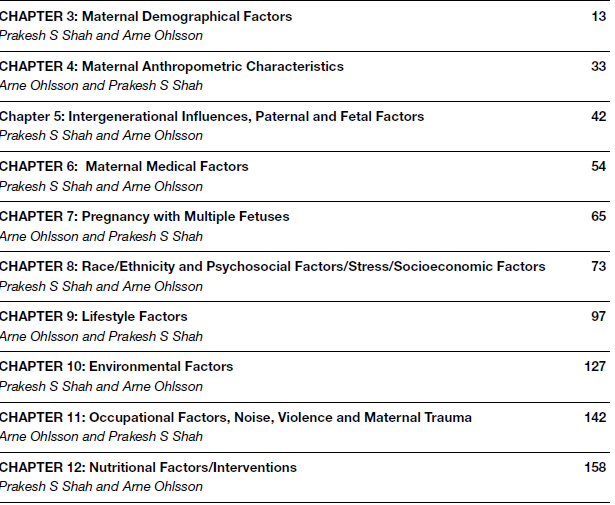 CHAPTER 3: Maternal Demographical Factors 13
Prakesh S Shah and Arne Ohlsson
CHAPTER 4: Maternal Anthropometric Characteristics 33
Arne Ohlsson and Prakesh S Shah
Chapter 5: Intergenerational Influences, Paternal and Fetal Factors 42
Prakesh S Shah and Arne Ohlsson
CHAPTER 6: Maternal Medical Factors 54
Prakesh S Shah and Arne Ohlsson
CHAPTER 7: Pregnancy with Multiple Fetuses 65
Arne Ohlsson and Prakesh S Shah
CHAPTER 8: Race/Ethnicity and Psychosocial Factors/Stress/Socioeconomic Factors 73
Prakesh S Shah and Arne Ohlsson
CHAPTER 9: Lifestyle Factors 97
Arne Ohlsson and Prakesh S Shah
CHAPTER 10: Environmental Factors 127
Prakesh S Shah and Arne Ohlsson
CHAPTER 11: Occupational Factors, Noise, Violence and Maternal Trauma 142
Arne Ohlsson and Prakesh S Shah
CHAPTER 12: Nutritional Factors/Interventions 158
Prakesh S Shah and Arne Ohlsson